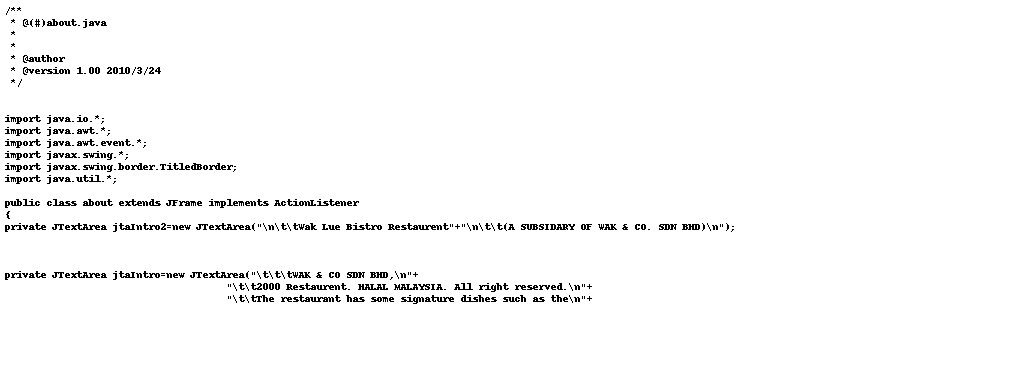 /**
 * @(#)about.java
 *
 *
 * @author
 * @version 1.00 2010/3/24
 */
import java.io.*;
import java.awt.*;
import java.awt.event.*;
import javax.swing.*;
import javax.swing.border.TitledBorder;
import java.util.*;
public class about extends JFrame implements ActionListener
{
private JTextArea jtaIntro2=new JTextArea("\n\t\tWak Lue Bistro Restaurent"+"\n\t\t(A SUBSIDARY OF WAK & CO. SDN BHD)\n");
private JTextArea jtaIntro=new JTextArea("\t\t\tWAK & CO SDN BHD,\n"+
"\t\t2000 Restaurent. HALAL MALAYSIA. All right reserved.\n"+
"\t\tThe restaurant has some signature dishes such as the\n"+